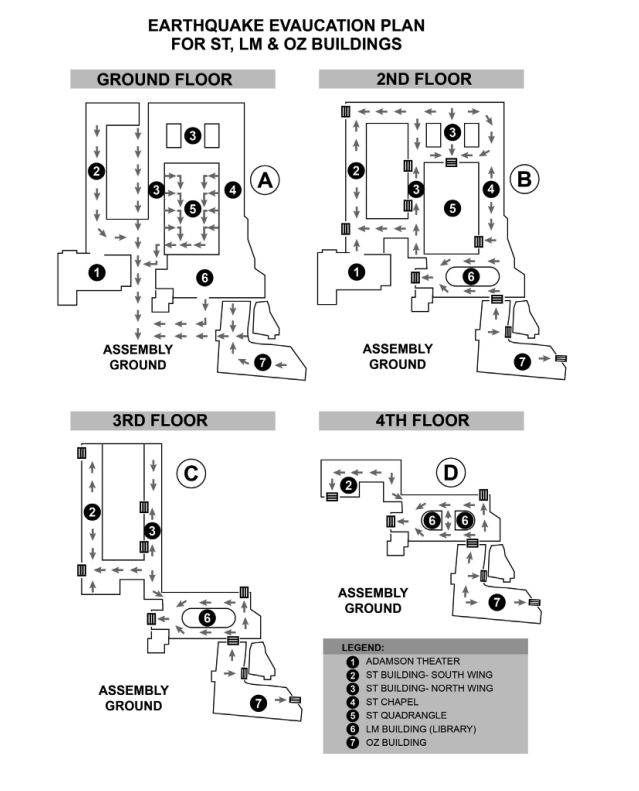 EARTHQUAKE EVAUCATION PLAN
FOR ST, LM & OZ BUILDINGS
GROUND FLOOR
2
3
3
4
5
A
1
6
7
ASSEMBLY
GROUND
2ND FLOOR
3
2
3
4
5
B
1
6
7
ASSEMBLY
GROUND
3RD FLOOR
C
2
3
6
7
ASSEMBLY
GROUND
4TH FLOOR
D
2
6
6
7
ASSEMBLY
GROUND
LEGEND:
1 ADAMSON THEATER
2 ST BUILDING- SOUTH WING
3 ST BUILDING- NORTH WING
4 ST CHAPEL
5 ST QUADRANGLE
6 LM BUILDING (LIBRARY)
7 OZ BUILDING